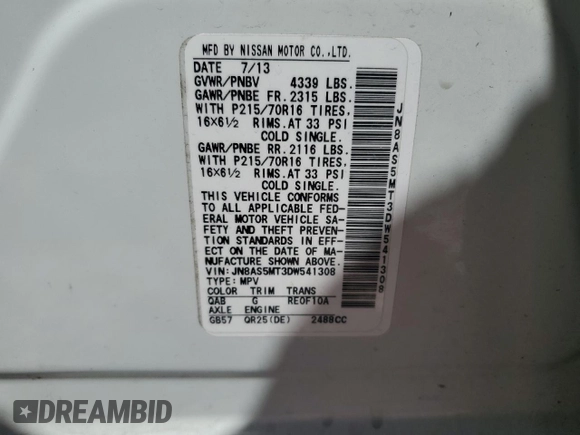 MFD BY NISSAN MOTOR CO.,LTD.
DATE 7/13
GVWR/PNBV 4339 LBS.
GAWR/PNBE FR. 2315 LBS.
WITH P215/70R16 TIRES.
16×6½ RIMS. AT 33 PSI
COLD SINGLE.
GAWR/PNBE RR. 2116 LBS.
WITH P215/70R16 TIRES.
16×6½ RIMS. AT 33 PSI
COLD SINGLE.
THIS VEHICLE CONFORMS
TO ALL APPLICABLE FED-
ERAL MOTOR VEHICLE SA-
FETY AND THEFT PREVEN-
TION STANDARDS IN EFF-
ECT ON THE DATE OF MA-
NUFACTURE SHOWN ABOVE.
VIN:JN8AS5MT3DW541308
TYPE:MPV
COLOR TRIM TRANS
QAB G RE0F10A
AXLE ENGINE
GB57 QR25(DE) 2488CC
JN8AS5MT3DW541308
DREAMBID